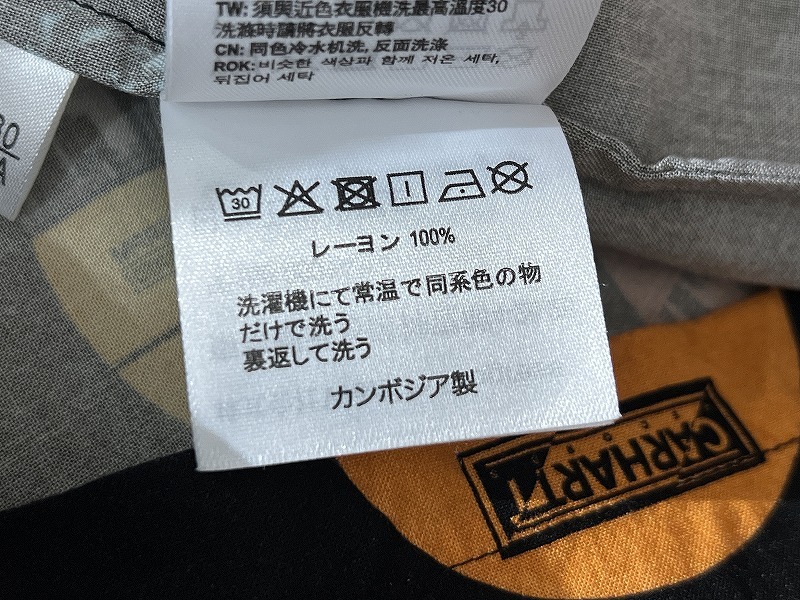 TW: 須與近色衣服機洗最高溫度30
洗滌時請將衣服反轉
CN: 同色冷水机洗, 反面洗涤
ROK: 비슷한 색상과 함께 저온 세탁,
뒤집어 세탁
30
A
30
レーヨン 100%
洗濯機にて常温で同系色の物
だけで洗う
裏返して洗う
カンボジア製
CARHARTT